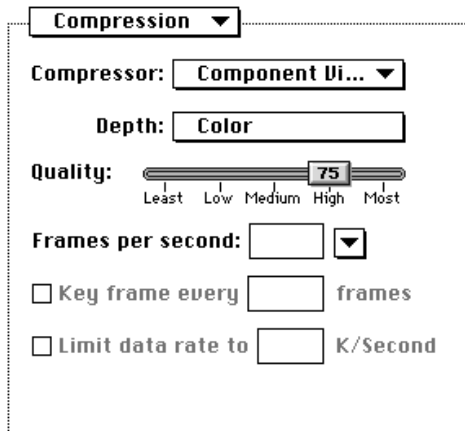 Compression
Compressor: Component Vi...
Depth: Color
Quality: 75
Least Low Medium High Most
Frames per second:
Key frame every frames
Limit data rate to K/Second